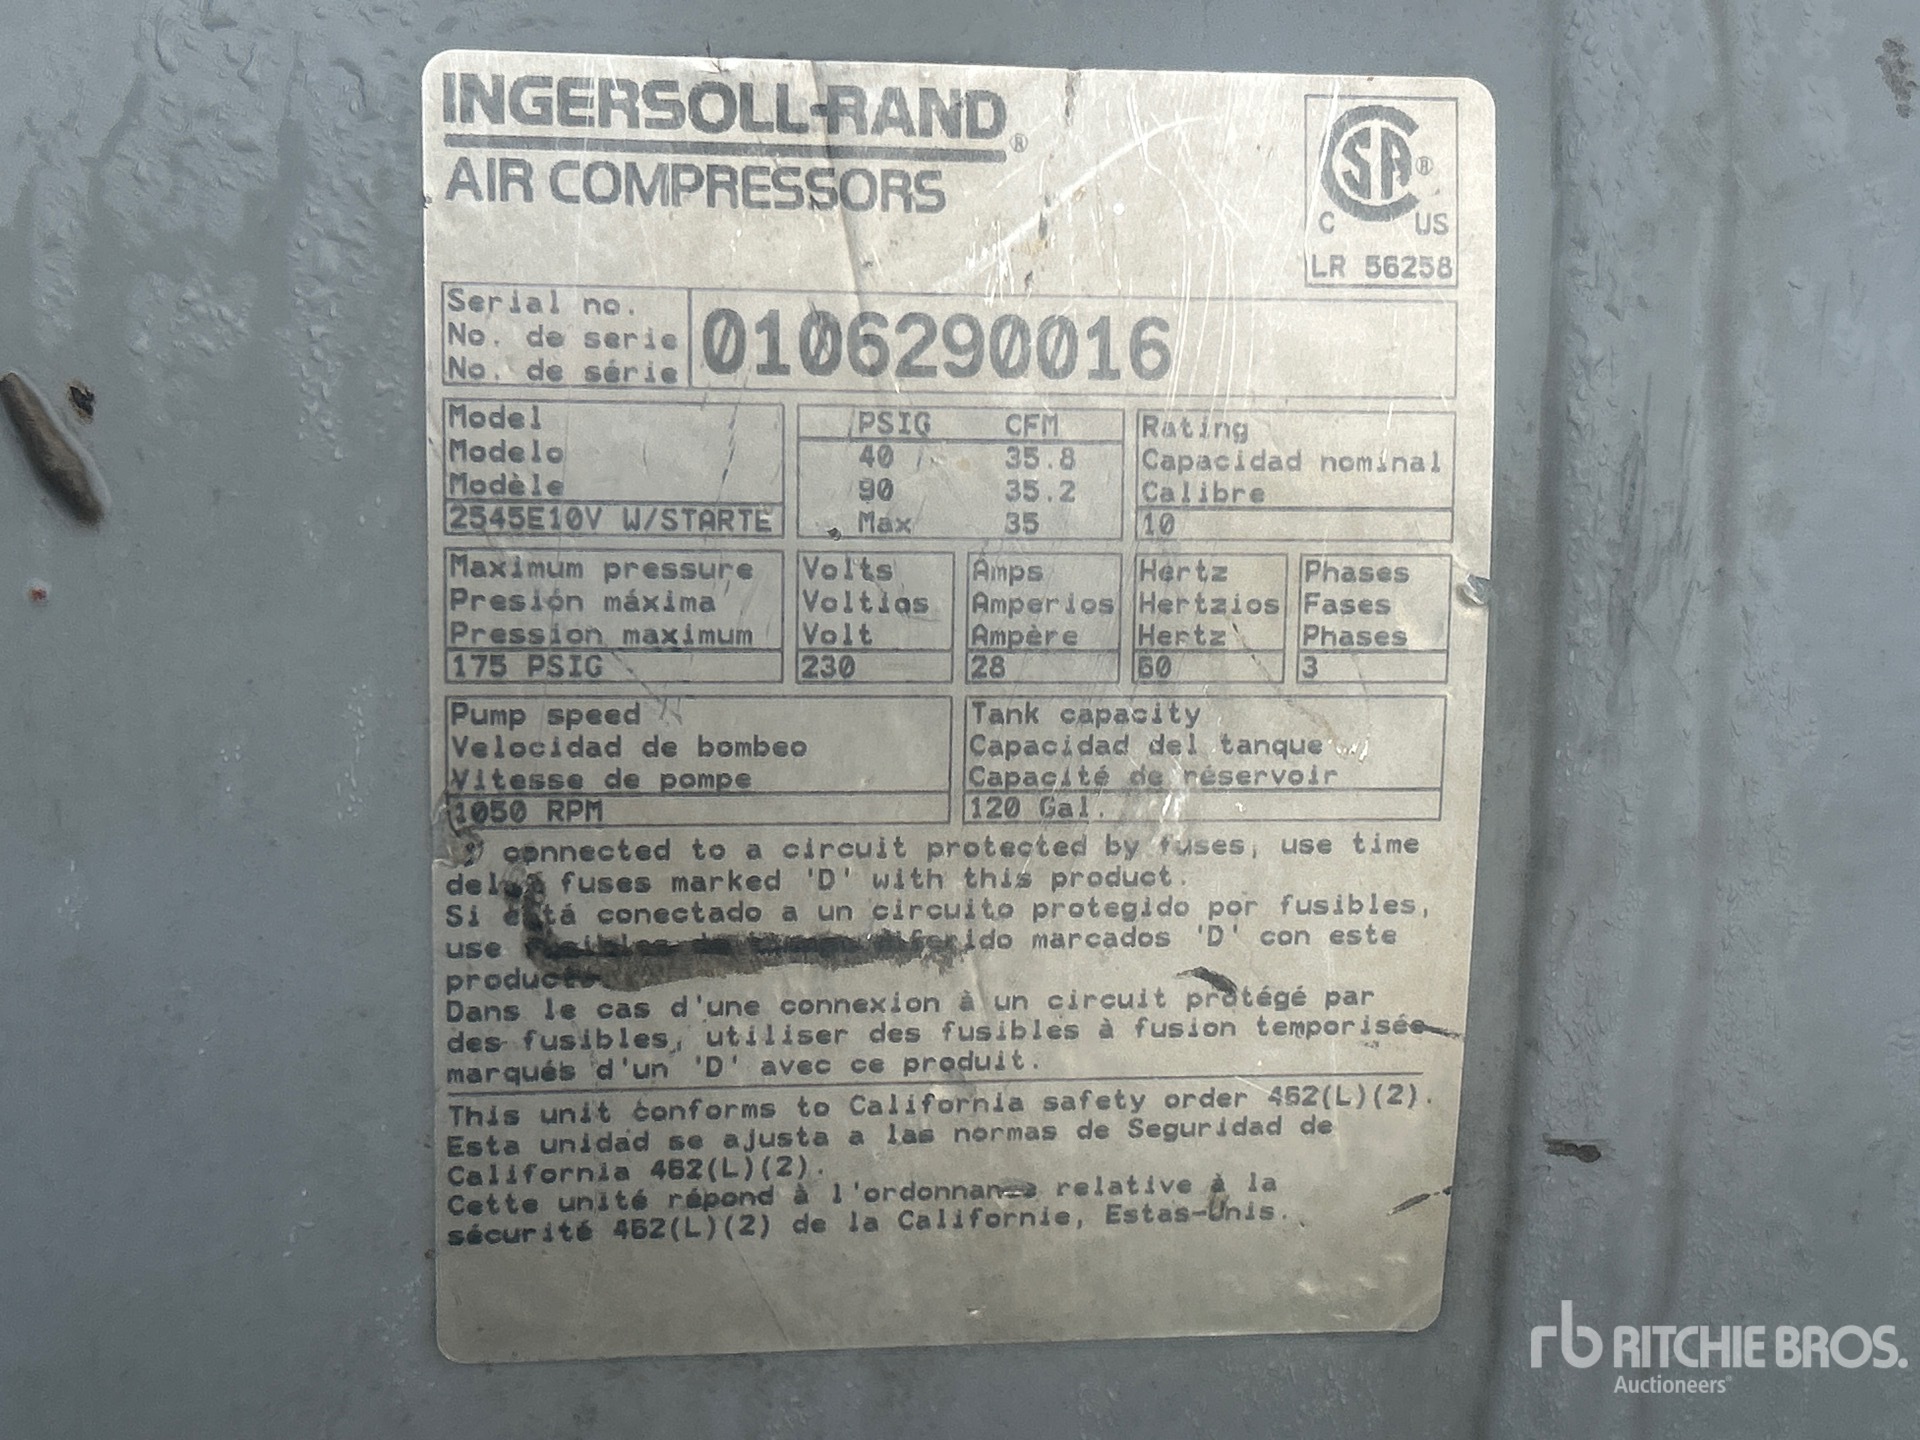 INGERSOLL-RAND®
AIR COMPRESSORS
CSA®
C US
LR 56258
Serial no.
No. de serie
No. de série
0106290016
Model
Modelo
Modèle
2545E10V W/STARTE
PSIG CFM
40 35.8
90 35.2
Max 35
Rating
Capacidad nominal
Calibre
10
Maximum pressure
Presión máxima
Pression maximum
175 PSIG
Volts
Voltios
Volt
230
Amps
Amperios
Ampère
28
Hertz
Hertzios
Hertz
60
Phases
Fases
Phases
3
Pump speed
Velocidad de bombeo
Vitesse de pompe
1050 RPM
Tank capacity
Capacidad del tanque
Capacité de réservoir
120 Gal.
connected to a circuit protected by fuses, use time
delay fuses marked 'D' with this product.
Si está conectado a un circuito protegido por fusibles,
use fusibles de diferido marcados 'D' con este
producto
Dans le cas d'une connexion à un circuit protégé par
des fusibles, utiliser des fusibles à fusion temporisée
marqués d'un 'D' avec ce produit.
This unit conforms to California safety order 462(L)(2).
Esta unidad se ajusta a las normas de Seguridad de
California 462(L)(2).
Cette unité répond à l'ordonnance relative à la
sécurité 462(L)(2) de la Californie, Estas-Unis.
rb RITCHIE BROS.
Auctioneers